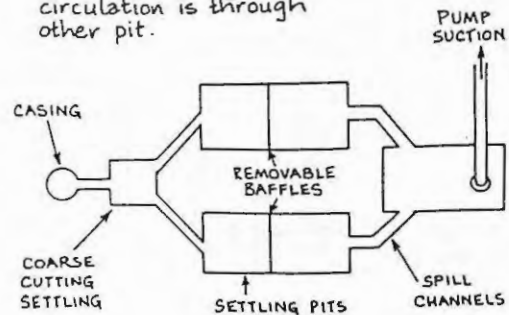 circulation is through
other pit.
PUMP
SUCTION
CASING
REMOVABLE
BAFFLES
COARSE
CUTTING
SETTLING
SETTLING PITS
SPILL
CHANNELS